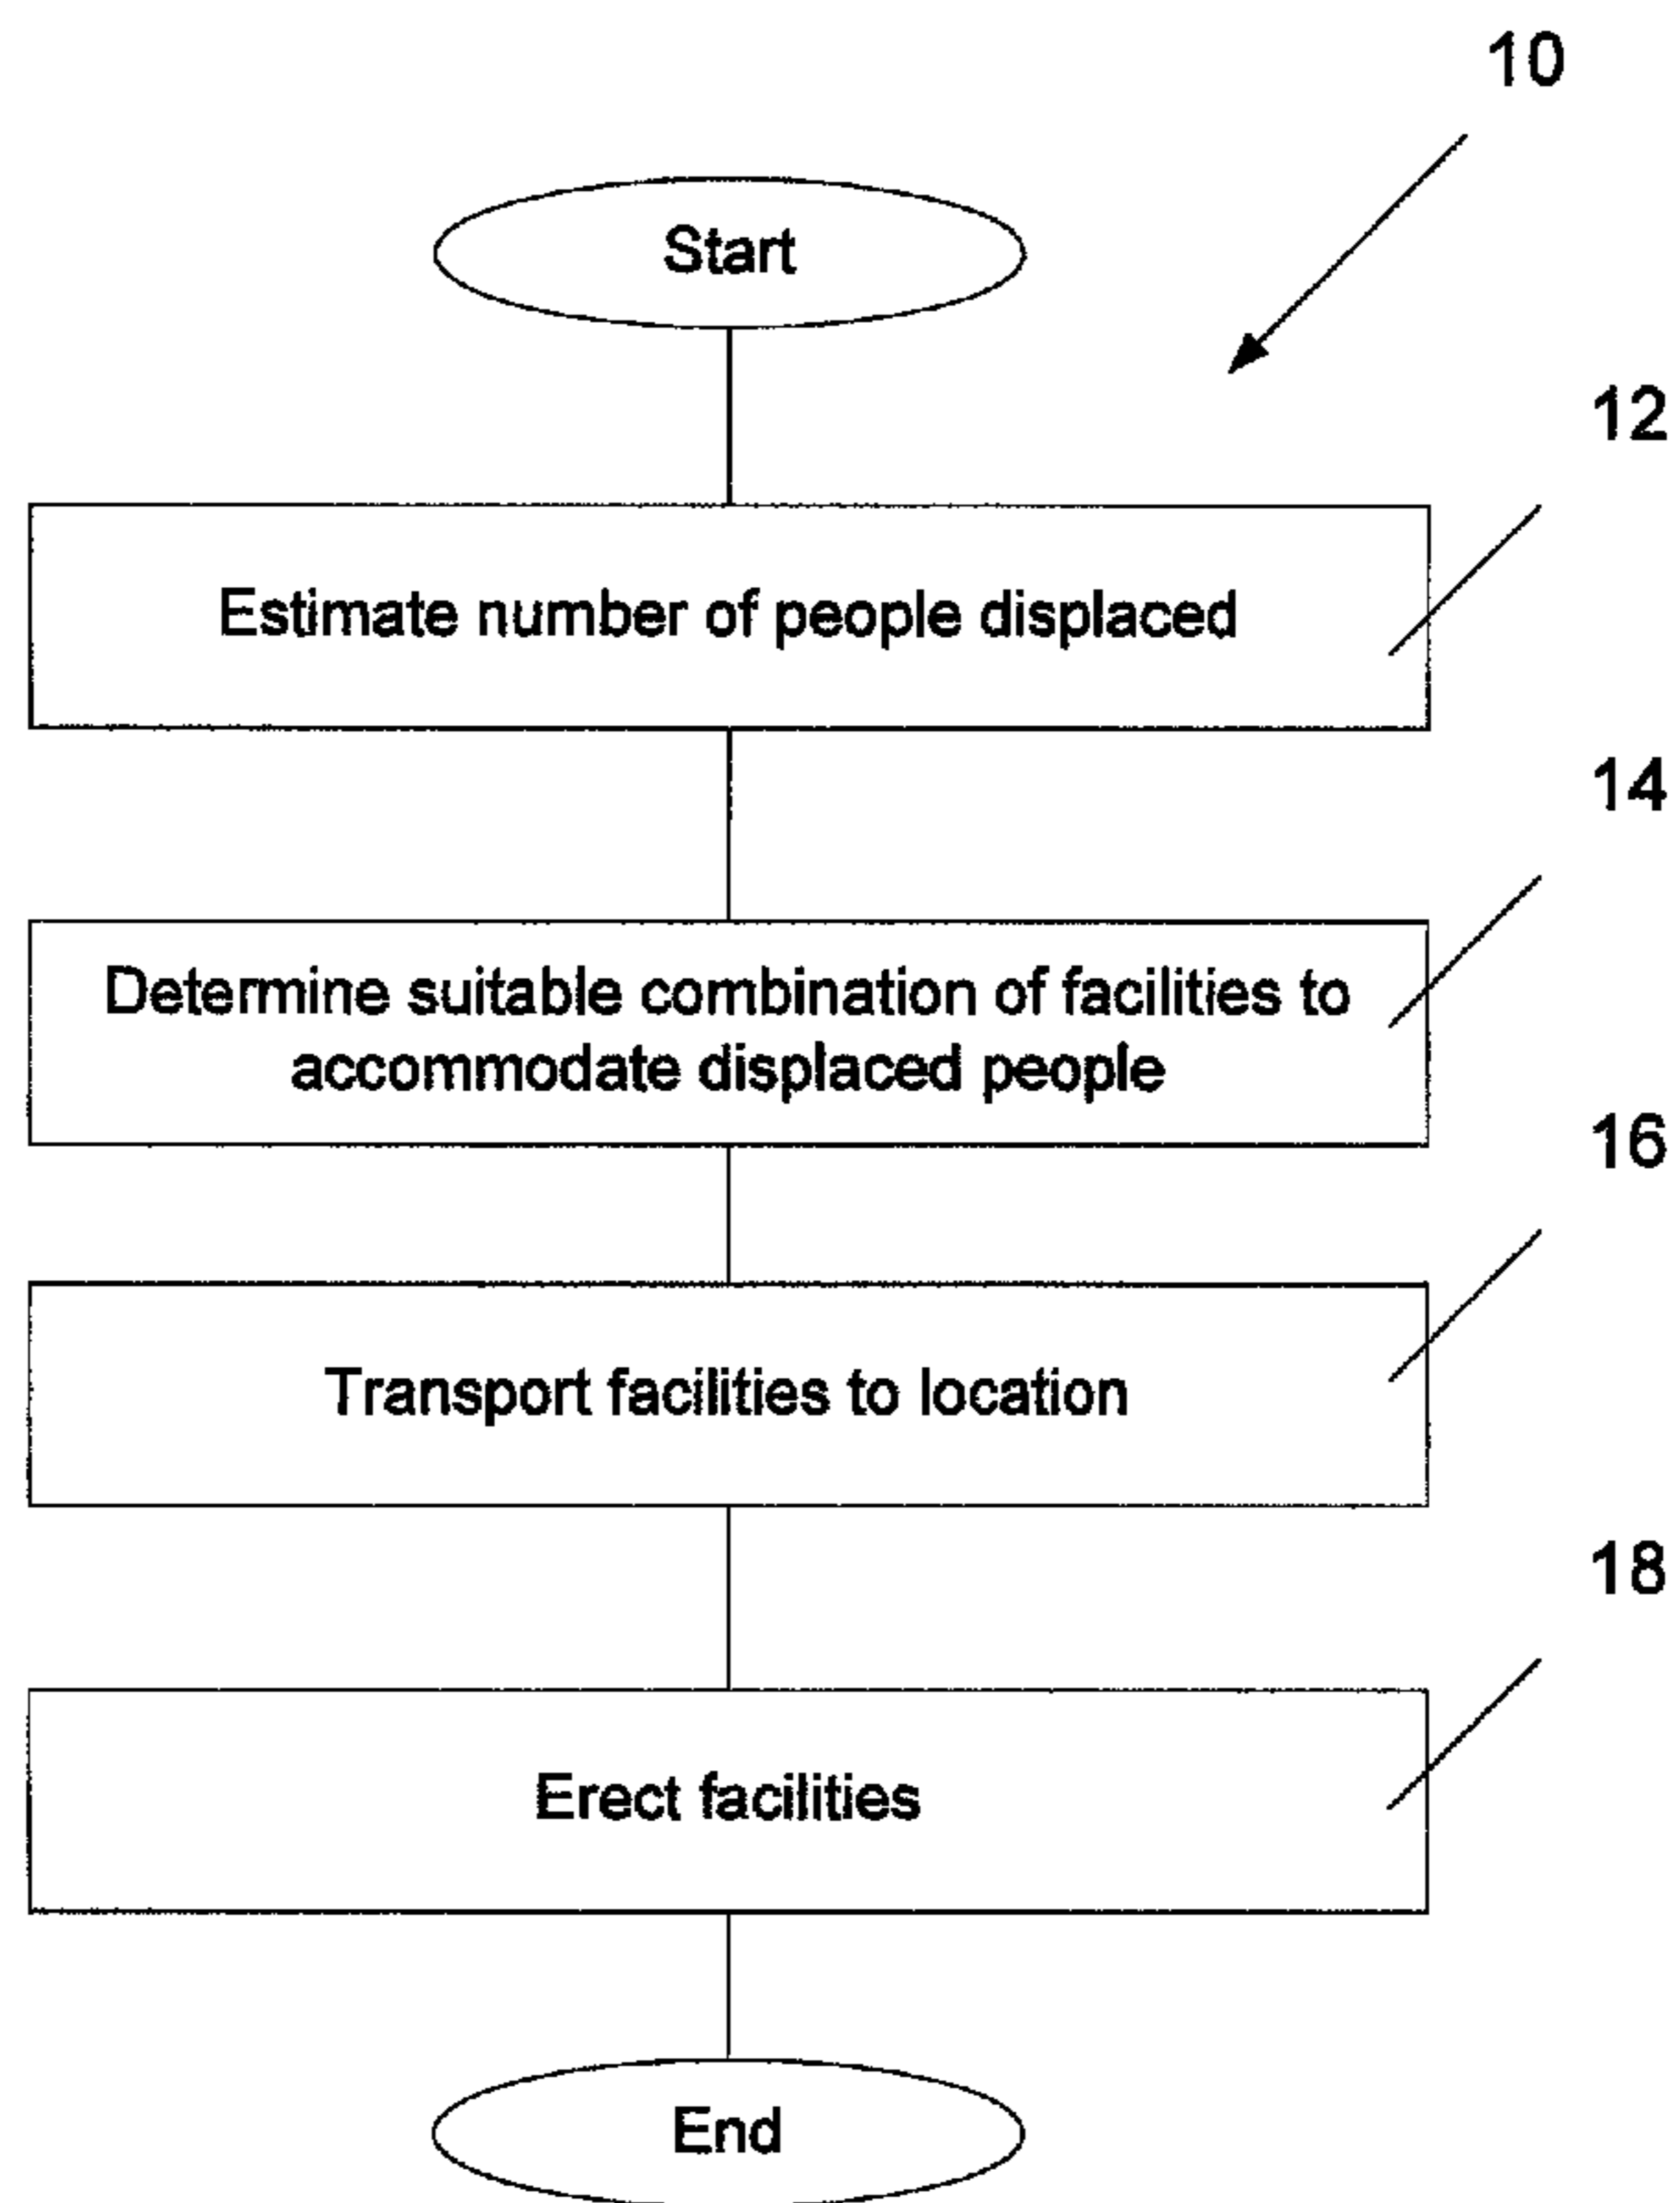 10
Start
12
Estimate number of people displaced
14
Determine suitable combination of facilities to
accommodate displaced people
16
Transport facilities to location
18
Erect facilities
End